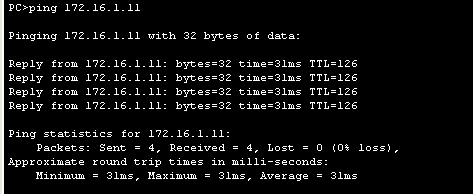 PC>ping 172.16.1.11
Pinging 172.16.1.11 with 32 bytes of data:
Reply from 172.16.1.11: bytes=32 time=31ms TTL=126
Reply from 172.16.1.11: bytes=32 time=31ms TTL=126
Reply from 172.16.1.11: bytes=32 time=31ms TTL=126
Reply from 172.16.1.11: bytes=32 time=31ms TTL=126
Ping statistics for 172.16.1.11:
Packets: Sent = 4, Received = 4, Lost = 0 (0% loss),
Approximate round trip times in milli-seconds:
Minimum = 31ms, Maximum = 31ms, Average = 31ms